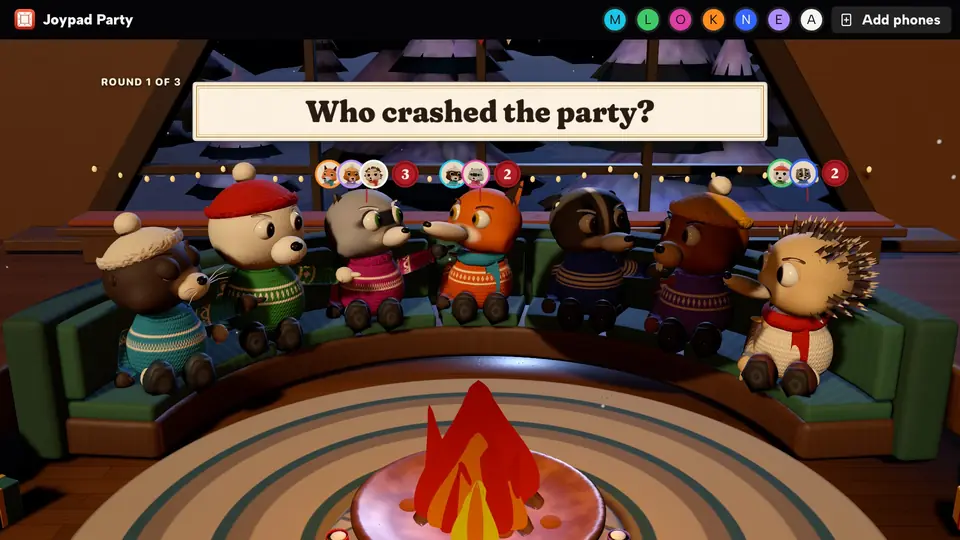 Joypad Party
M L O K N E A
Add phones
ROUND 1 OF 3
Who crashed the party?
3
2
2